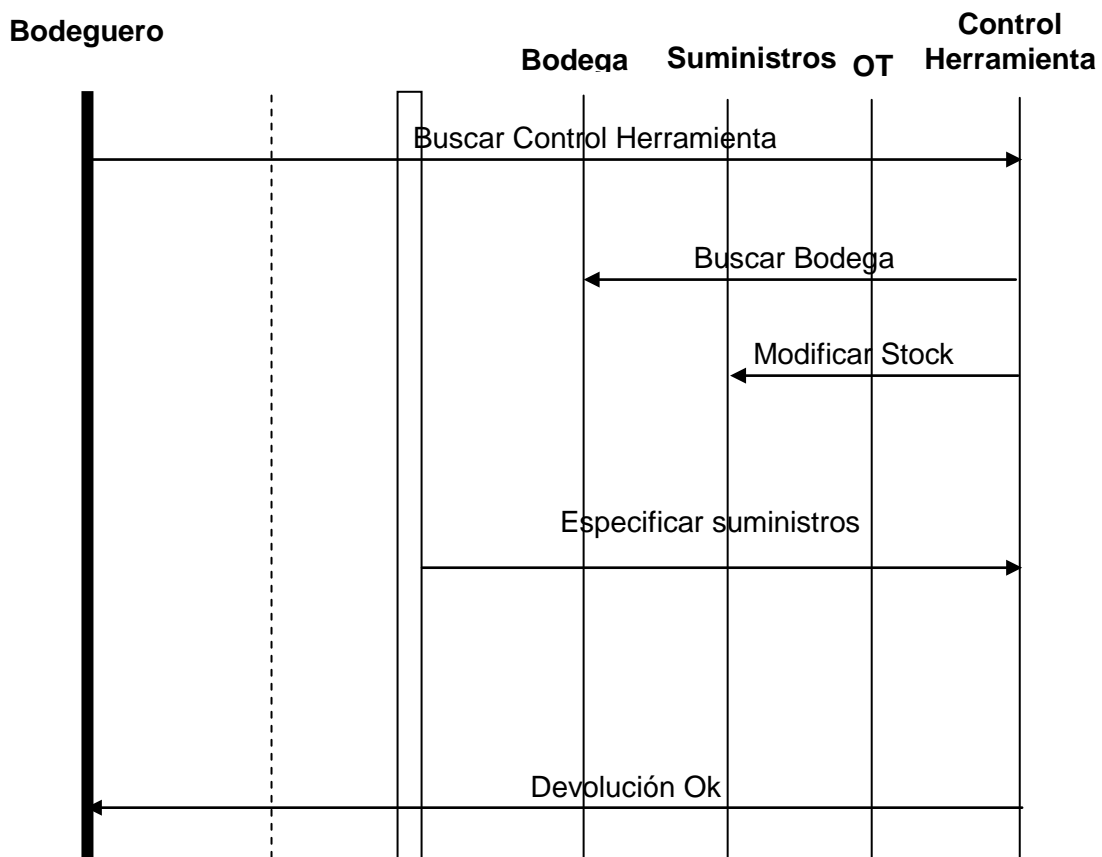 Bodeguero
Bodega
Suministros
OT
Control
Herramienta
Buscar Control Herramienta
Buscar Bodega
Modificar Stock
Especificar suministros
Devolución Ok